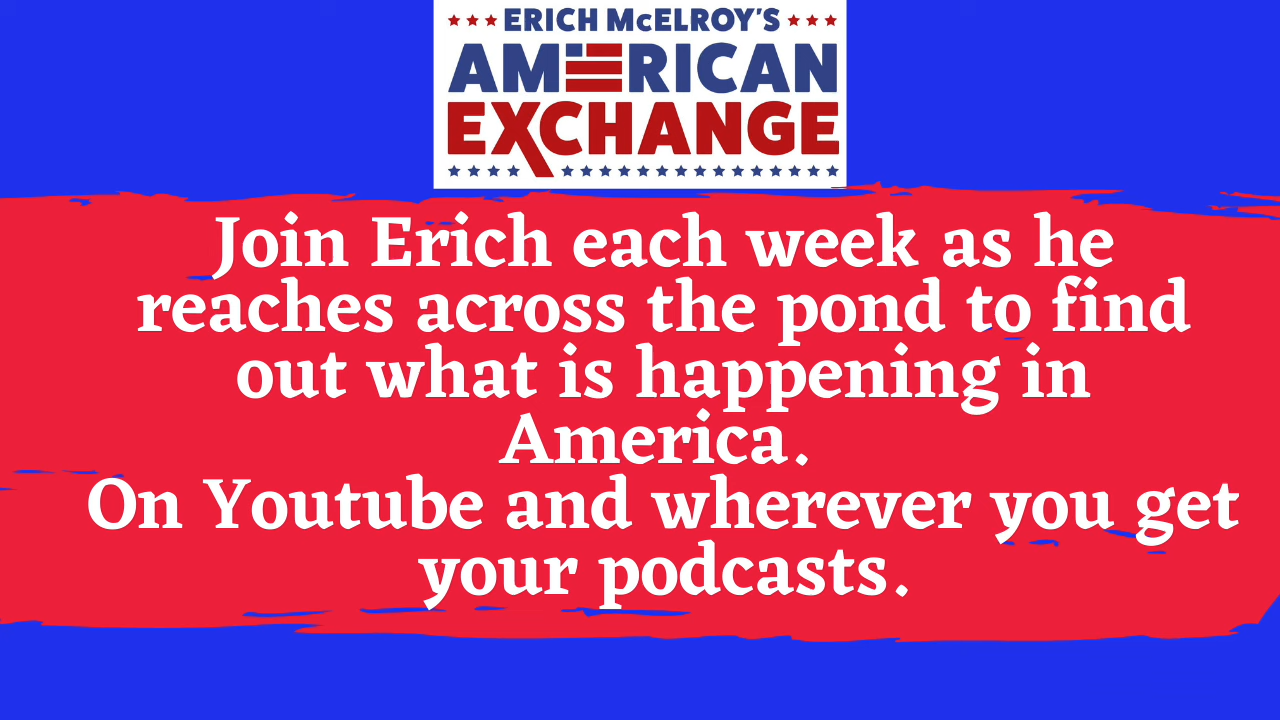 ERICH McELROY'S
AMERICAN
EXCHANGE
Join Erich each week as he
reaches across the pond to find
out what is happening in
America.
On Youtube and wherever you get
your podcasts.